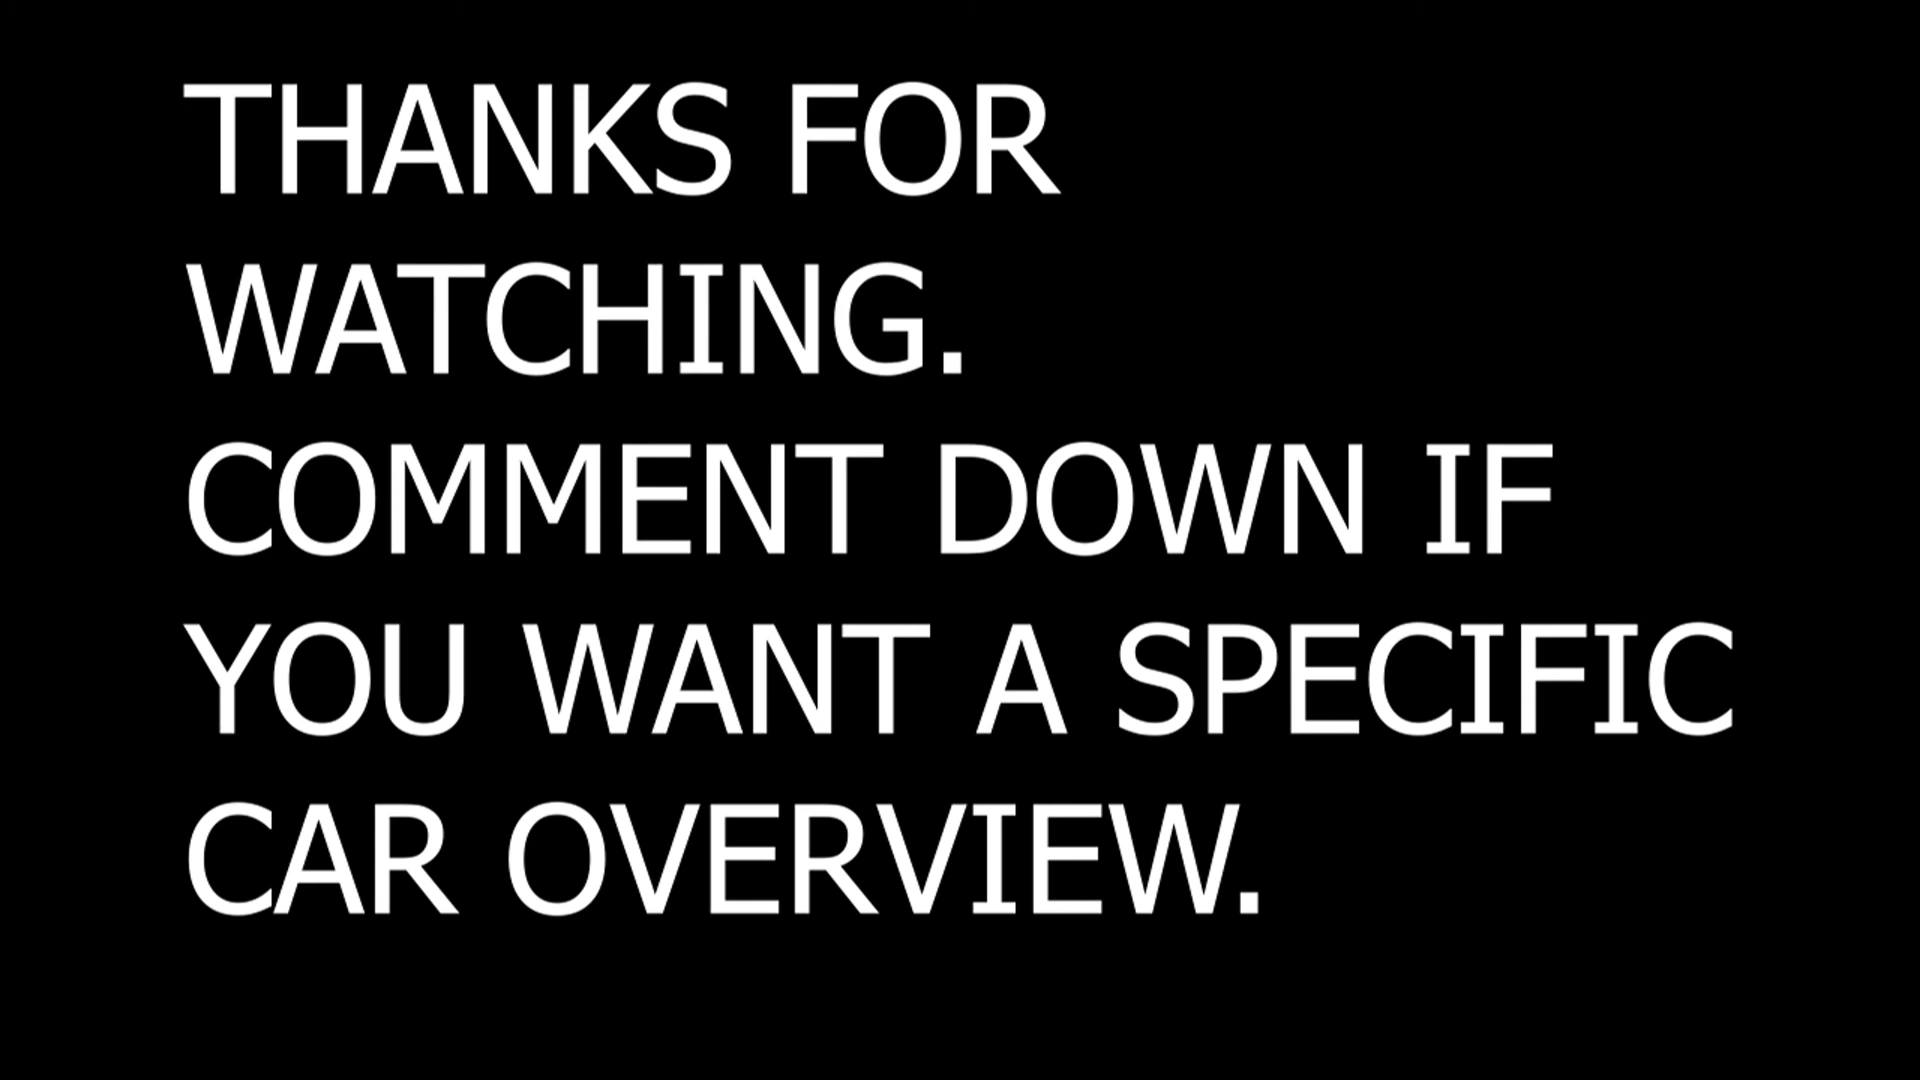 THANKS FOR
WATCHING.
COMMENT DOWN IF
YOU WANT A SPECIFIC
CAR OVERVIEW.